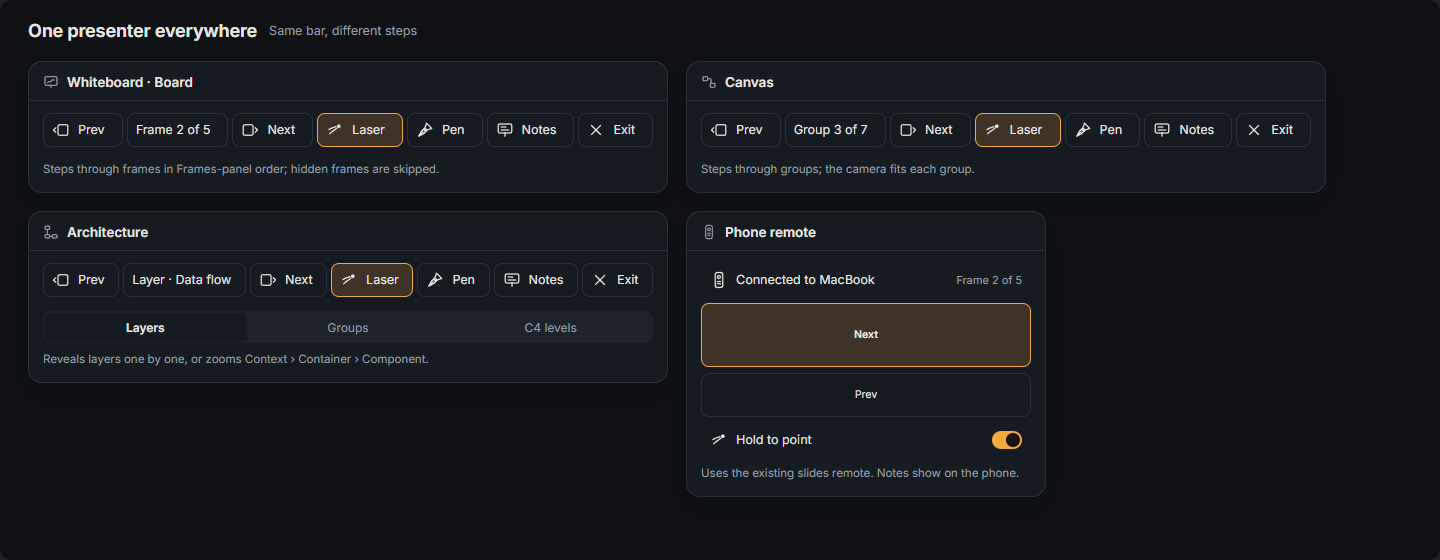 One presenter everywhere Same bar, different steps
Whiteboard · Board
Prev Frame 2 of 5 Next Laser Pen Notes Exit
Steps through frames in Frames-panel order; hidden frames are skipped.
Canvas
Prev Group 3 of 7 Next Laser Pen Notes Exit
Steps through groups; the camera fits each group.
Architecture
Prev Layer · Data flow Next Laser Pen Notes Exit
Layers Groups C4 levels
Reveals layers one by one, or zooms Context › Container › Component.
Phone remote
Connected to MacBook Frame 2 of 5
Next
Prev
Hold to point
Uses the existing slides remote. Notes show on the phone.